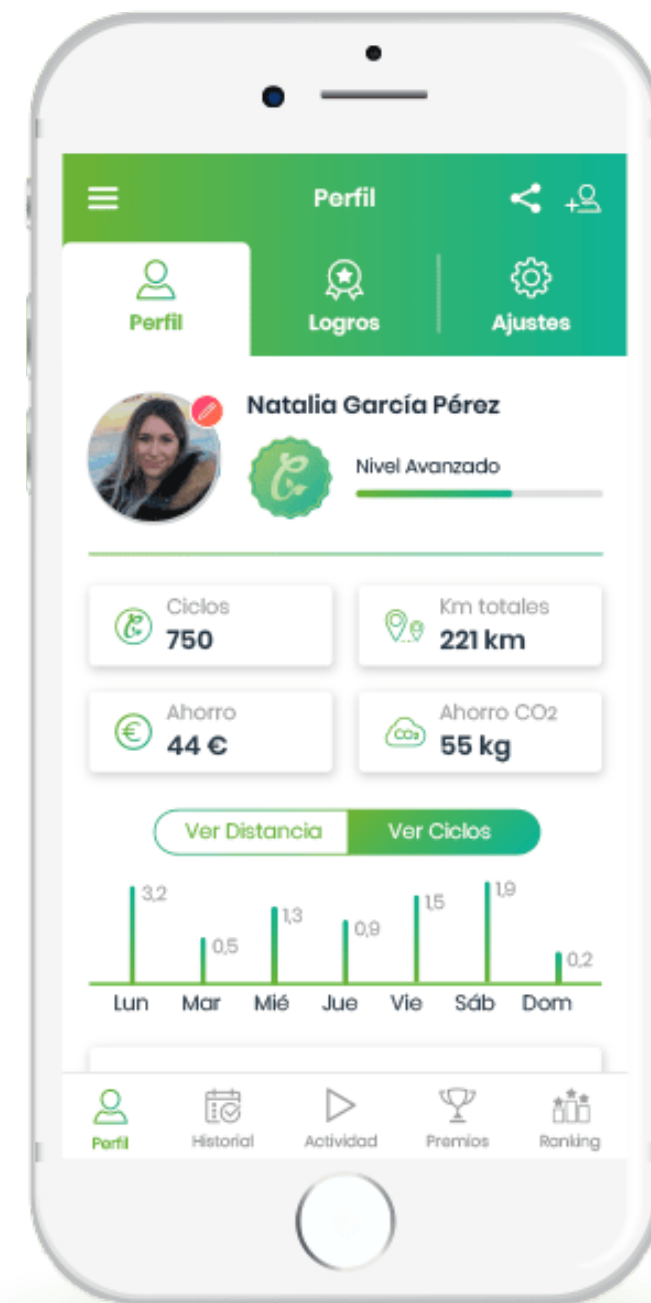 Perfil
Perfil Logros Ajustes
Natalia García Pérez
Nivel Avanzado
Ciclos
750
Km totales
221 km
Ahorro
44 €
Ahorro CO2
55 kg
Ver Distancia Ver Ciclos
3,2 0,5 1,3 0,9 1,5 1,9 0,2
Lun Mar Mié Jue Vie Sáb Dom
Perfil Historial Actividad Premios Ranking